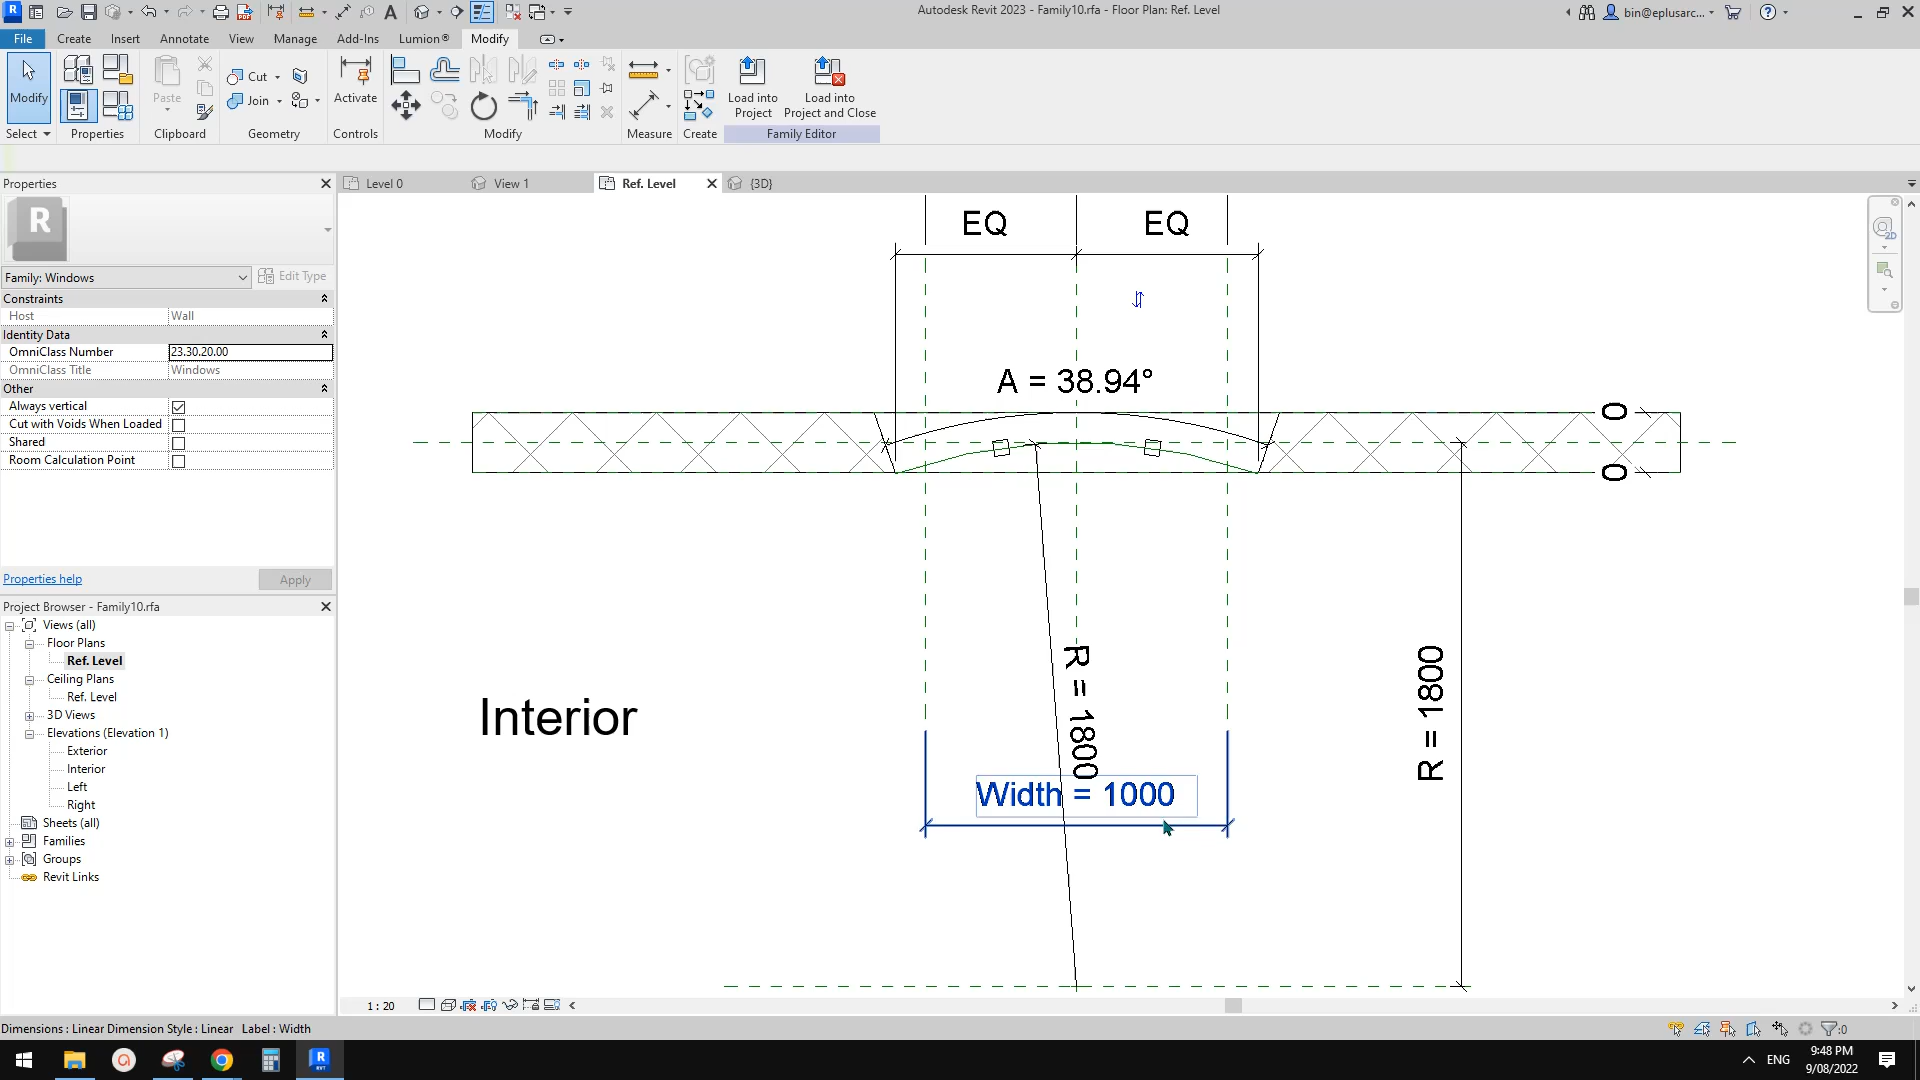 Autodesk Revit 2023 - Family10.rfa - Floor Plan: Ref. Level
bin@eplusarc...
File Create Insert Annotate View Manage Add-Ins Lumion® Modify
Modify
Paste
Cut
Join
Activate
Load into
Project
Load into
Project and Close
Select Properties Clipboard Geometry Controls Modify Measure Create Family Editor
Properties
Level 0 View 1 Ref. Level {3D}
R
Family: Windows Edit Type
Constraints
Host Wall
Identity Data
OmniClass Number 23.30.20.00
OmniClass Title Windows
Other
Always vertical
Cut with Voids When Loaded
Shared
Room Calculation Point
Properties help Apply
Project Browser - Family10.rfa
Views (all)
Floor Plans
Ref. Level
Ceiling Plans
Ref. Level
3D Views
Elevations (Elevation 1)
Exterior
Interior
Left
Right
Sheets (all)
Families
Groups
Revit Links
EQ EQ
A = 38.94°
0
0
R = 1800
R = 1800
Interior
Width = 1000
2D
1 : 20
Dimensions : Linear Dimension Style : Linear Label : Width
:0
ENG
9:48 PM
9/08/2022